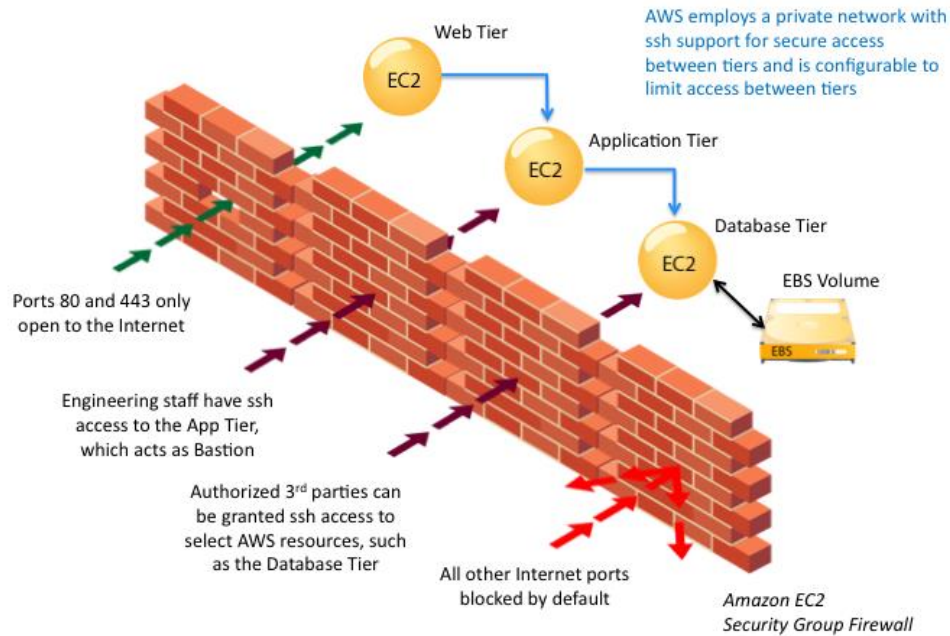 Web Tier
EC2
AWS employs a private network with
ssh support for secure access
between tiers and is configurable to
limit access between tiers
Application Tier
EC2
Database Tier
EC2
EBS Volume
EBS
Ports 80 and 443 only
open to the Internet
Engineering staff have ssh
access to the App Tier,
which acts as Bastion
Authorized 3rd parties can
be granted ssh access to
select AWS resources, such
as the Database Tier
All other Internet ports
blocked by default
Amazon EC2
Security Group Firewall